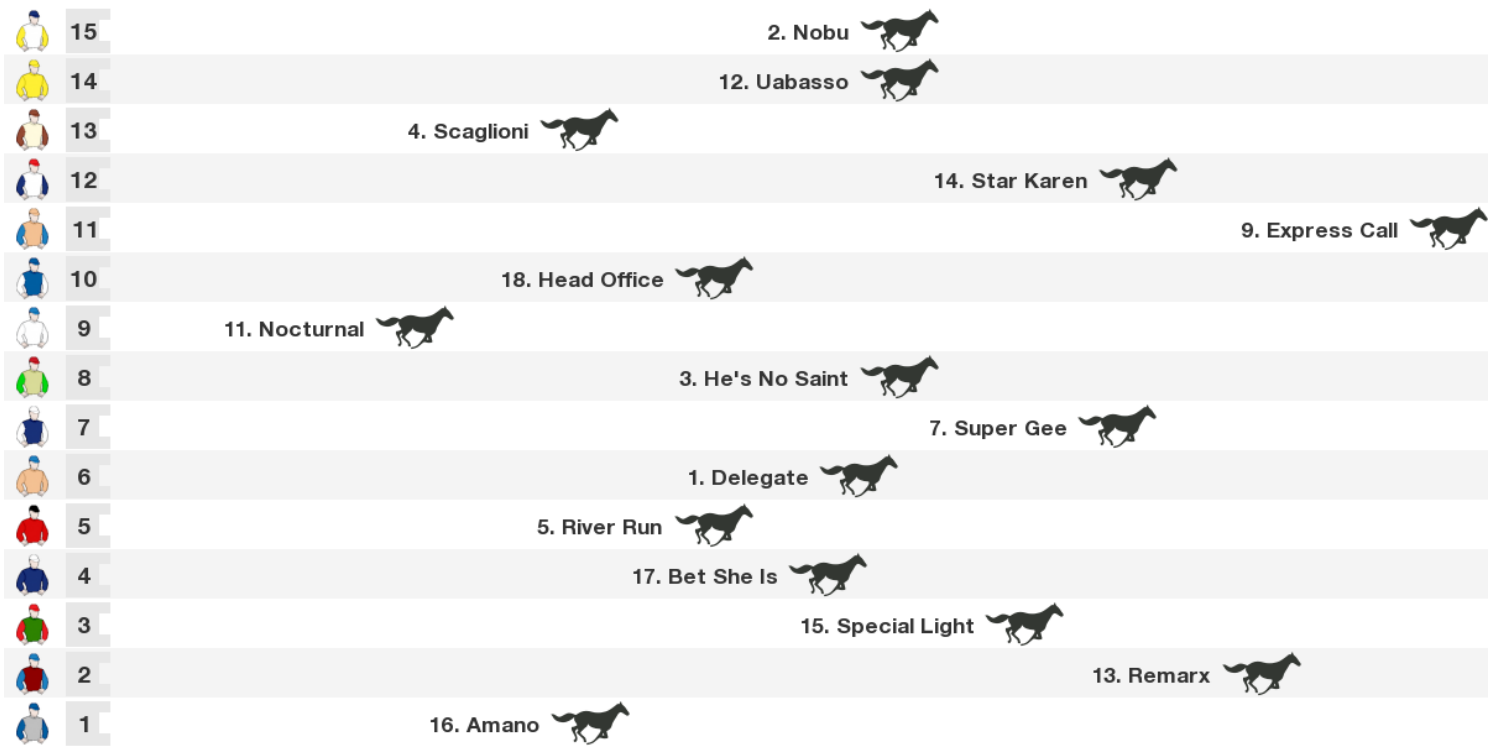 15 2. Nobu
14 12. Uabasso
13 4. Scaglioni
12 14. Star Karen
11 9. Express Call
10 18. Head Office
9 11. Nocturnal
8 3. He's No Saint
7 7. Super Gee
6 1. Delegate
5 5. River Run
4 17. Bet She Is
3 15. Special Light
2 13. Remarx
1 16. Amano